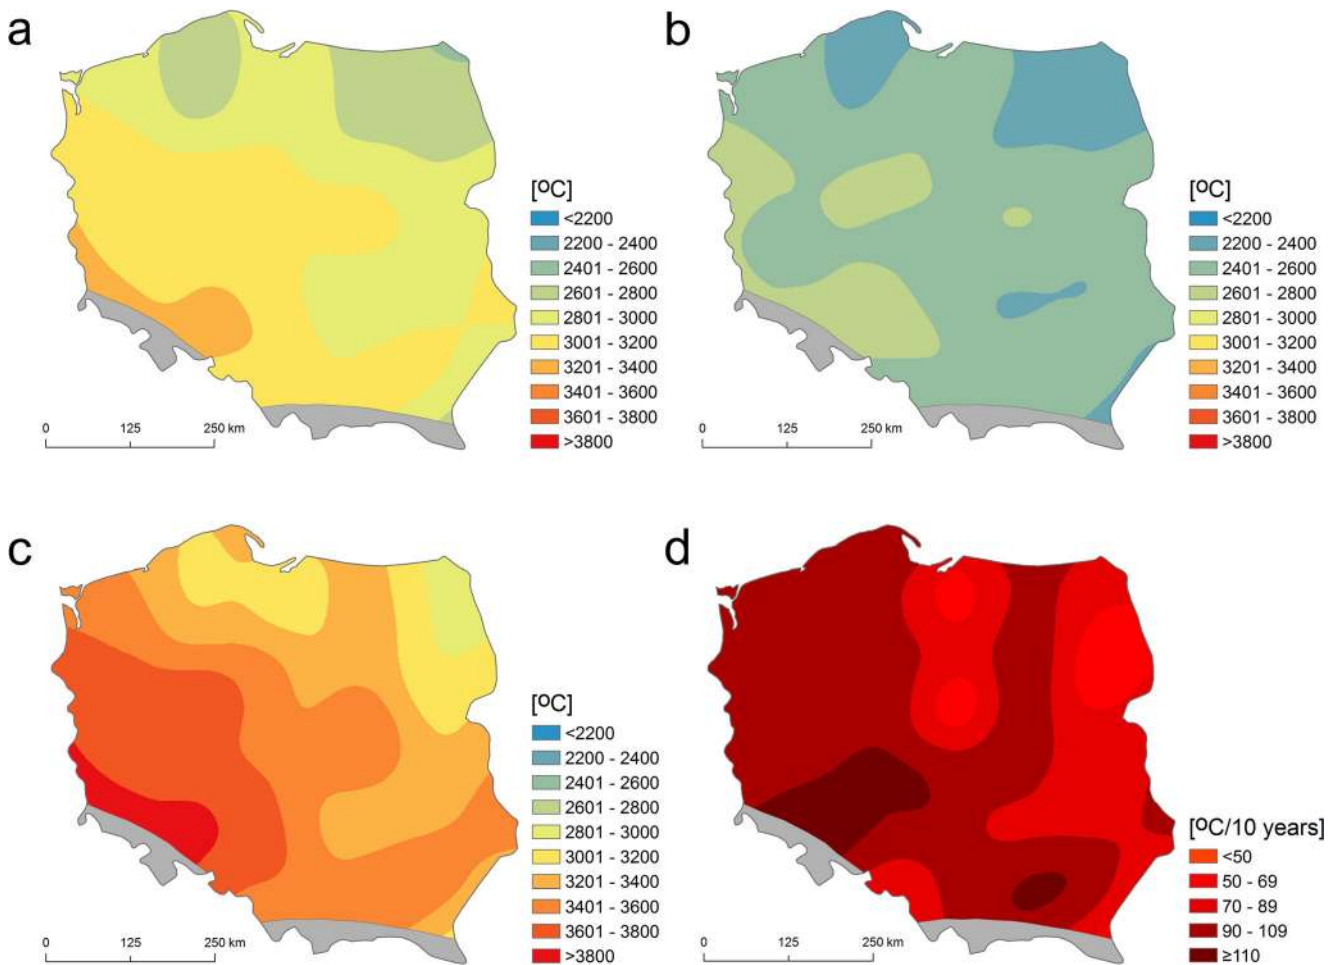 a
[ºC]
<2200
2200 - 2400
2401 - 2600
2601 - 2800
2801 - 3000
3001 - 3200
3201 - 3400
3401 - 3600
3601 - 3800
>3800
0 125 250 km
b
[ºC]
<2200
2200 - 2400
2401 - 2600
2601 - 2800
2801 - 3000
3001 - 3200
3201 - 3400
3401 - 3600
3601 - 3800
>3800
0 125 250 km
c
[ºC]
<2200
2200 - 2400
2401 - 2600
2601 - 2800
2801 - 3000
3001 - 3200
3201 - 3400
3401 - 3600
3601 - 3800
>3800
0 125 250 km
d
[ºC/10 years]
<50
50 - 69
70 - 89
90 - 109
≥110
0 125 250 km